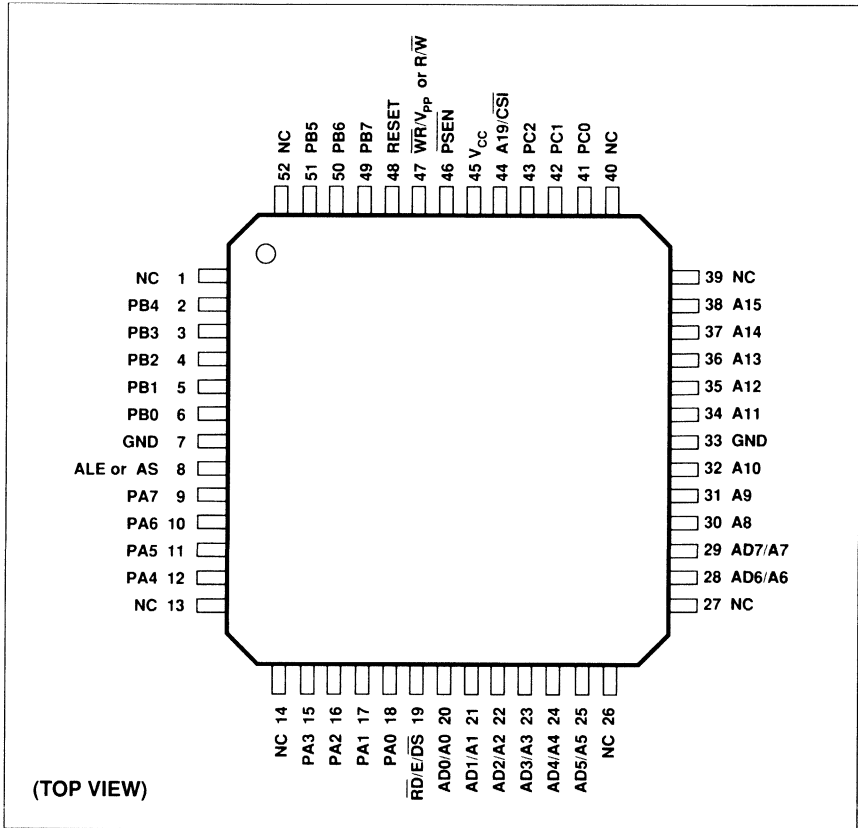 52 NC
51 PB5
50 PB6
49 PB7
48 RESET
47 W̅R̅/VPP or R/W̅
46 P̅S̅E̅N̅
45 VCC
44 A19/C̅S̅I̅
43 PC2
42 PC1
41 PC0
40 NC
NC 1
PB4 2
PB3 3
PB2 4
PB1 5
PB0 6
GND 7
ALE or AS 8
PA7 9
PA6 10
PA5 11
PA4 12
NC 13
39 NC
38 A15
37 A14
36 A13
35 A12
34 A11
33 GND
32 A10
31 A9
30 A8
29 AD7/A7
28 AD6/A6
27 NC
NC 14
PA3 15
PA2 16
PA1 17
PA0 18
R̅D̅/E/D̅S̅ 19
AD0/A0 20
AD1/A1 21
AD2/A2 22
AD3/A3 23
AD4/A4 24
AD5/A5 25
NC 26
(TOP VIEW)